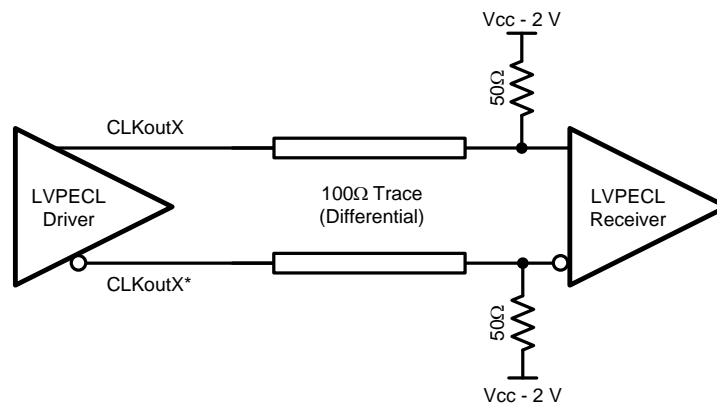 Vcc - 2 V
50Ω
CLKoutX
LVPECL
Driver
100Ω Trace
(Differential)
LVPECL
Receiver
CLKoutX*
50Ω
Vcc - 2 V